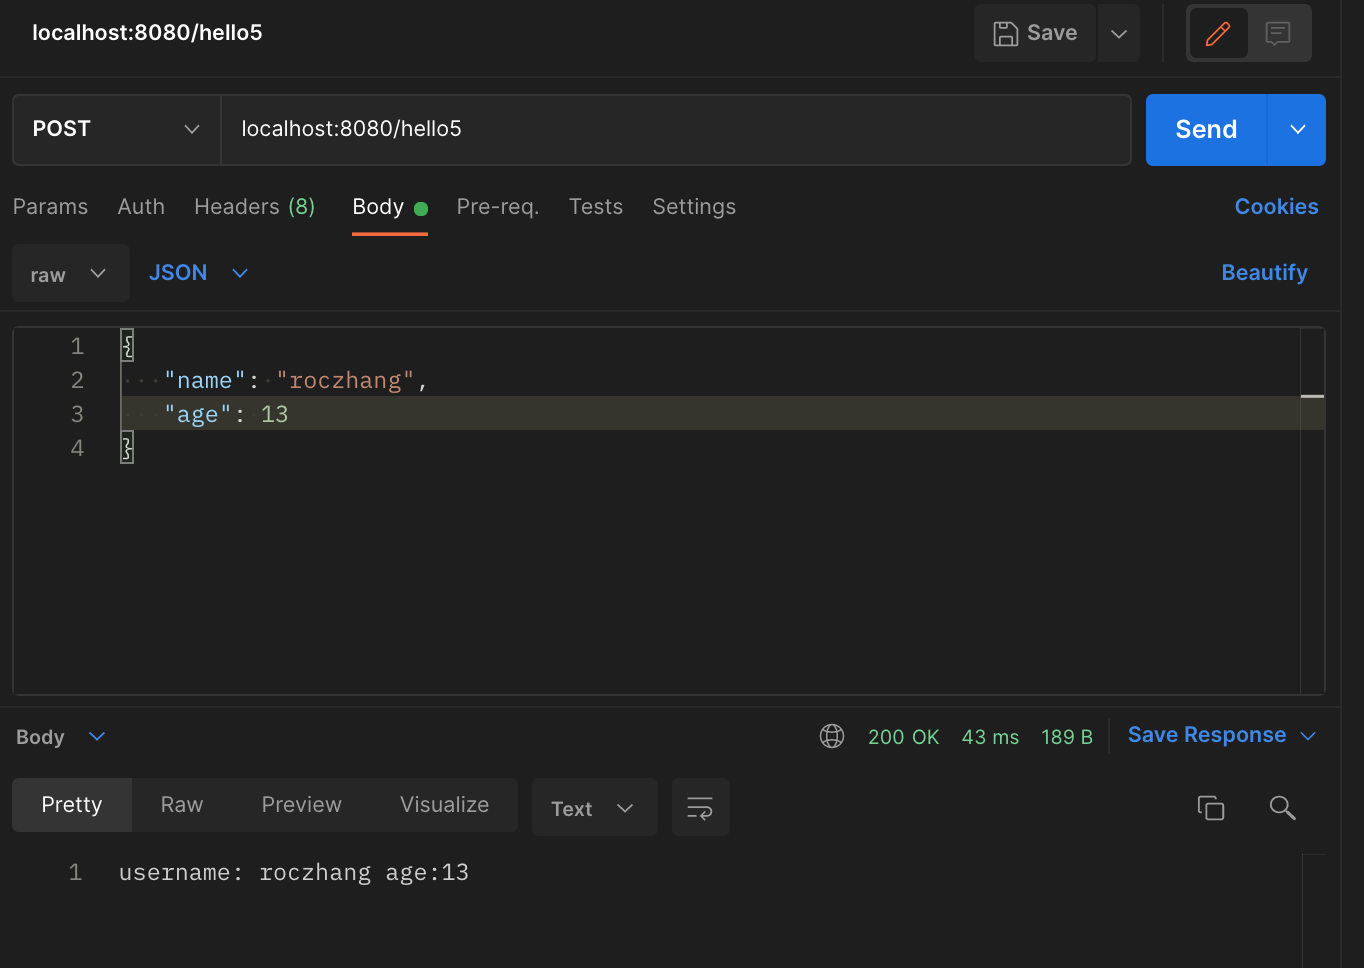 localhost:8080/hello5
Save
POST
localhost:8080/hello5
Send
Params Auth Headers (8) Body Pre-req. Tests Settings Cookies
raw JSON Beautify
1 {
2 "name": "roczhang",
3 "age": 13
4 }
Body 200 OK 43 ms 189 B Save Response
Pretty Raw Preview Visualize Text
1 username: roczhang age:13